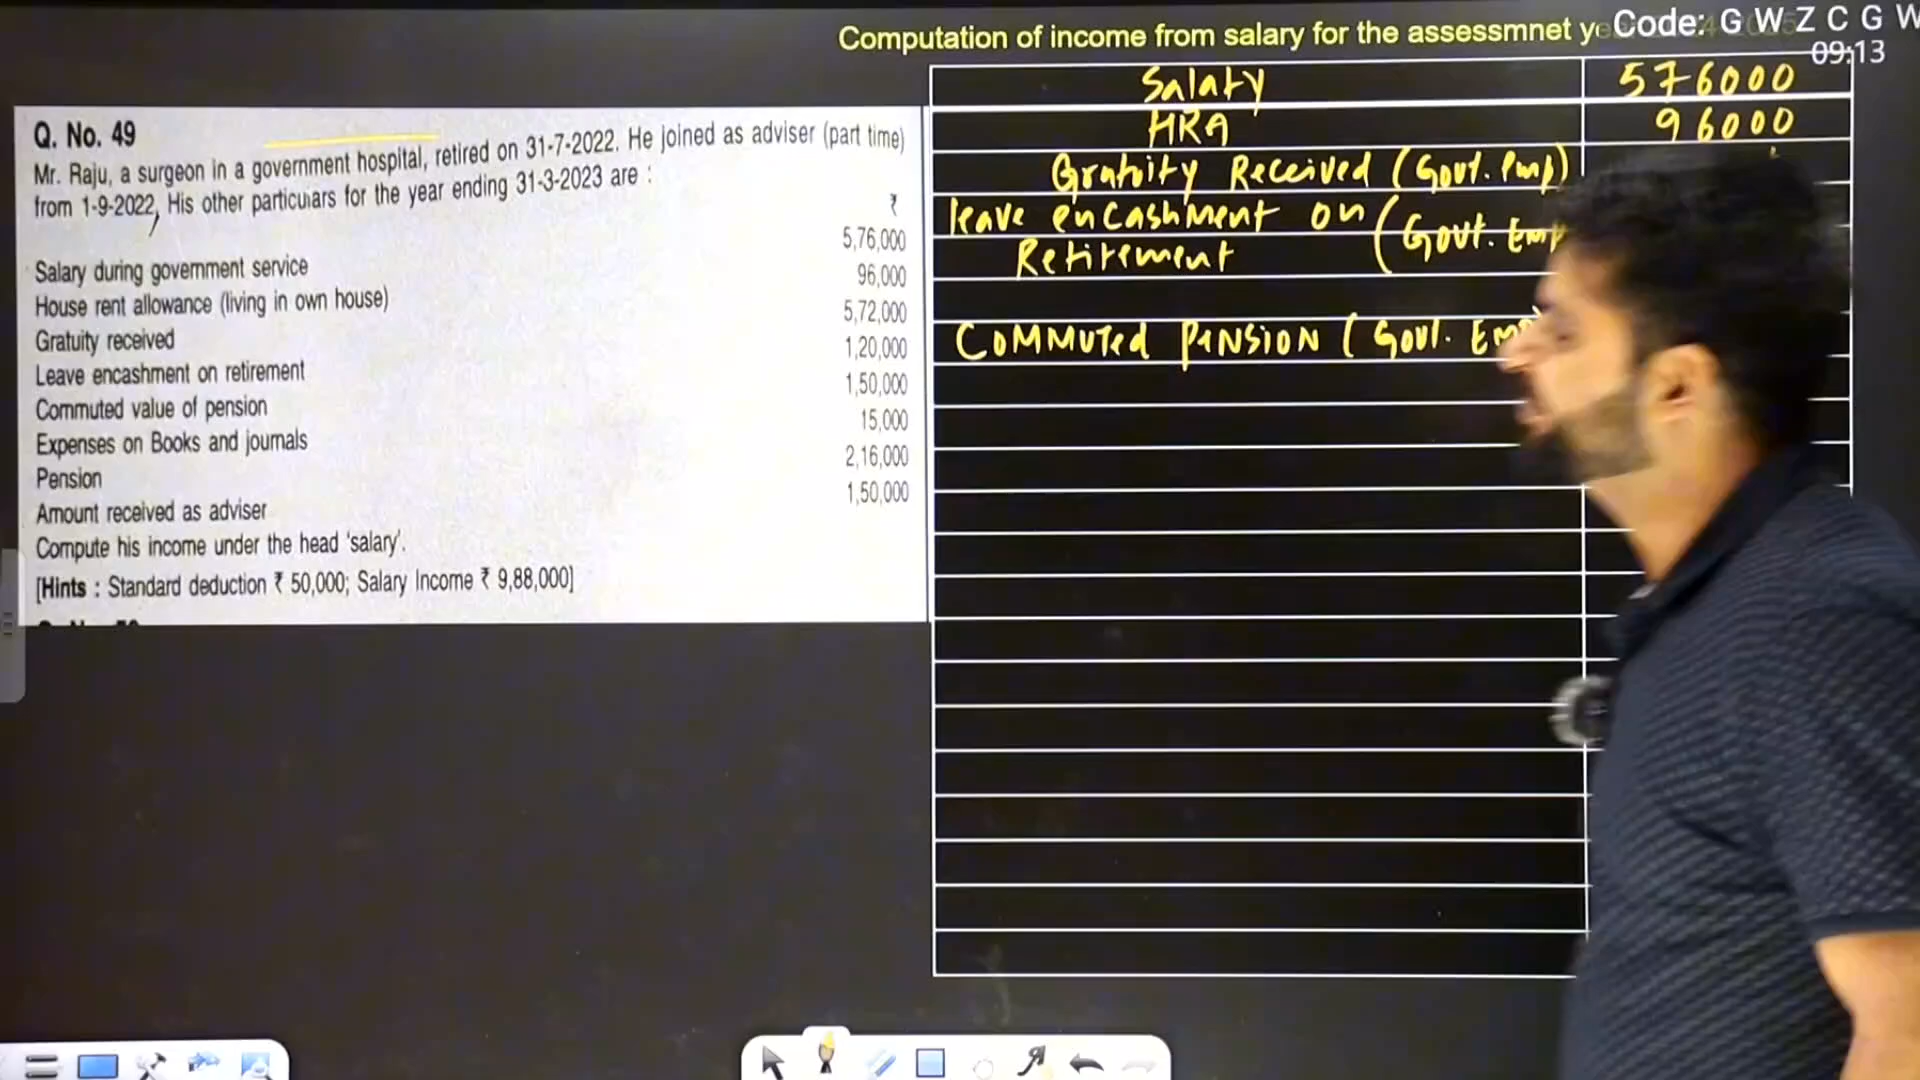 Computation of income from salary for the assessmnet
Code: G W Z C G W
09:13
Q. No. 49
Mr. Raju, a surgeon in a government hospital, retired on 31-7-2022. He joined as adviser (part time)
from 1-9-2022, His other particulars for the year ending 31-3-2023 are :
₹
Salary during government service 5,76,000
House rent allowance (living in own house) 96,000
Gratuity received 5,72,000
Leave encashment on retirement 1,20,000
Commuted value of pension 1,50,000
Expenses on Books and journals 15,000
Pension 2,16,000
Amount received as adviser 1,50,000
Compute his income under the head 'salary'.
[Hints : Standard deduction ₹ 50,000; Salary Income ₹ 9,88,000]
Salary 576000
HRA 96000
Gratuity Received (Govt. Emp)
leave encashment on (Govt. Emp
Retirement
Commuted Pension (Govt. Emp